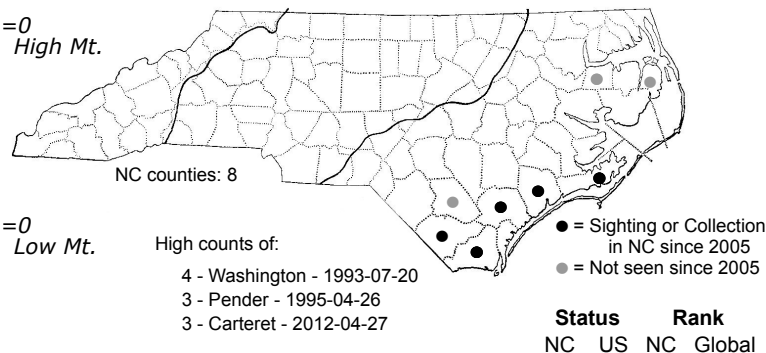 =0
High Mt.
NC counties: 8
=0
Low Mt.
High counts of:
4 - Washington - 1993-07-20
3 - Pender - 1995-04-26
3 - Carteret - 2012-04-27
= Sighting or Collection
in NC since 2005
= Not seen since 2005
Status Rank
NC US NC Global